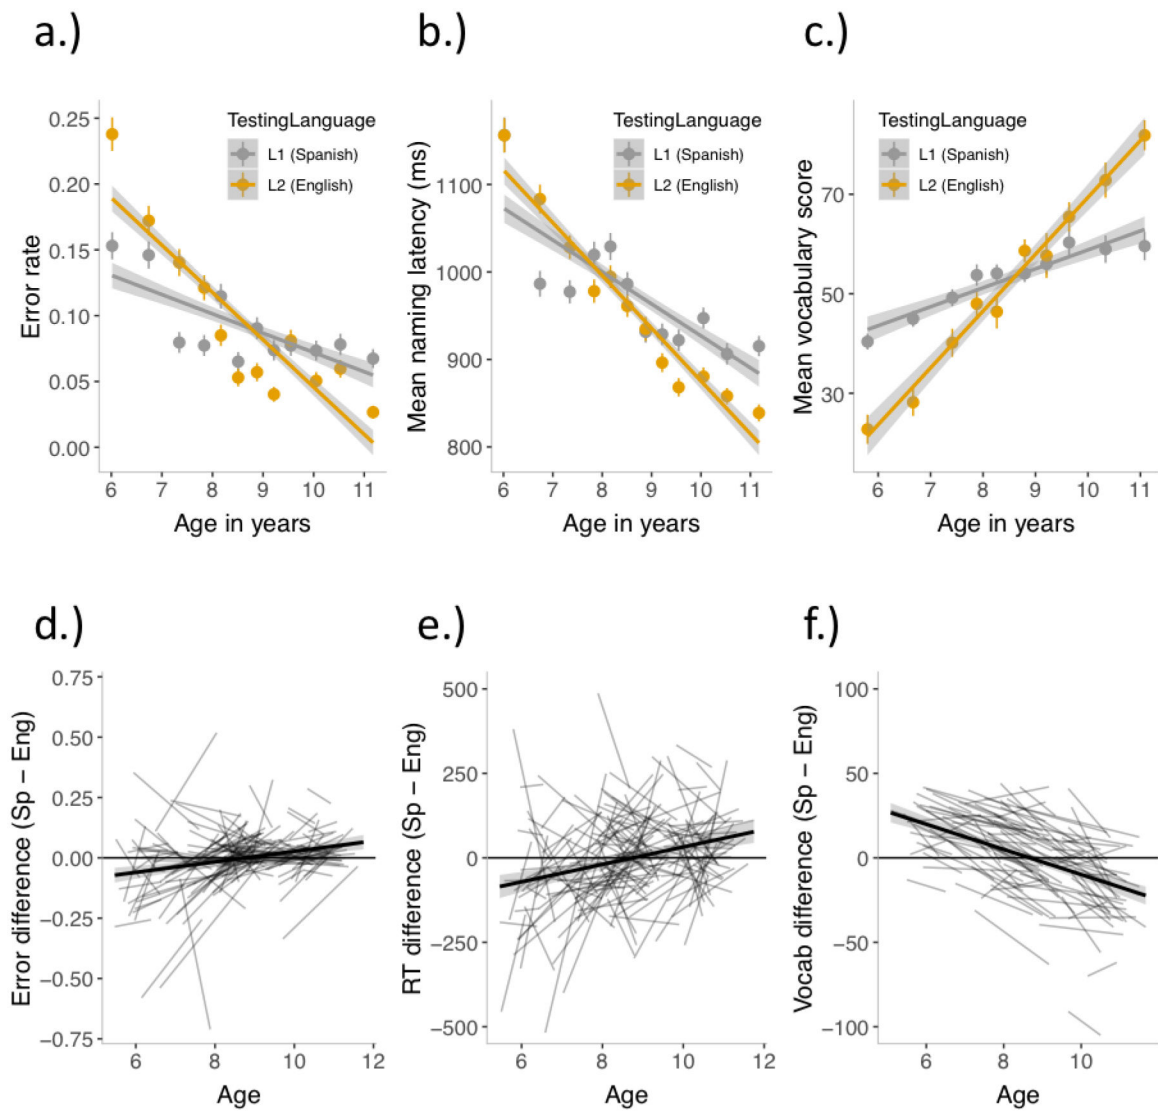 a.)
b.)
c.)
Error rate
0.25
0.20
0.15
0.10
0.05
0.00
TestingLanguage
L1 (Spanish)
L2 (English)
6 7 8 9 10 11
Age in years
Mean naming latency (ms)
1100
1000
900
800
TestingLanguage
L1 (Spanish)
L2 (English)
6 7 8 9 10 11
Age in years
Mean vocabulary score
70
50
30
TestingLanguage
L1 (Spanish)
L2 (English)
6 7 8 9 10 11
Age in years
d.)
e.)
f.)
Error difference (Sp − Eng)
0.75
0.50
0.25
0.00
−0.25
−0.50
−0.75
6 8 10 12
Age
RT difference (Sp − Eng)
500
250
0
−250
−500
6 8 10 12
Age
Vocab difference (Sp − Eng)
100
50
0
−50
−100
6 8 10
Age